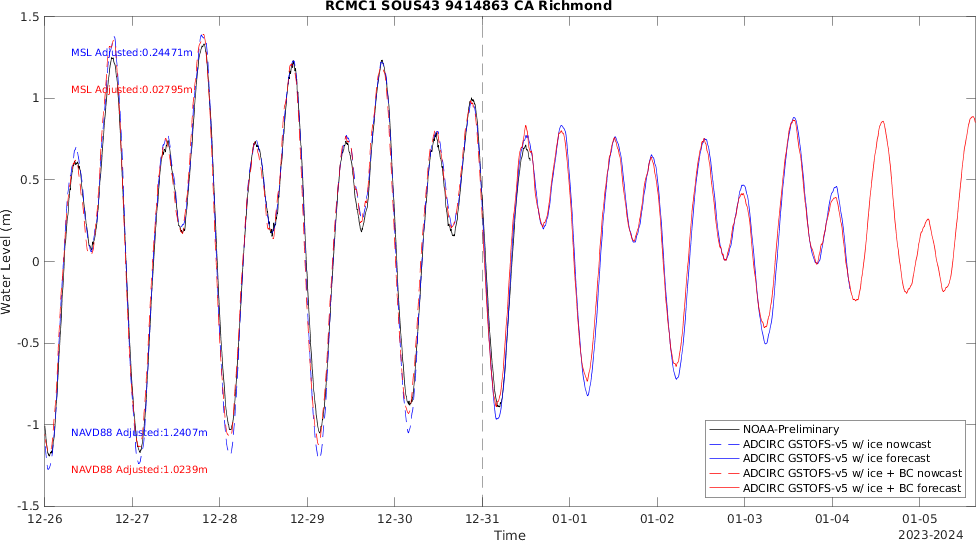 RCMC1 SOUS43 9414863 CA Richmond
1.5
MSL Adjusted:0.24471m
1
MSL Adjusted:0.02795m
0.5
0
Water Level (m)
-0.5
-1
NAVD88 Adjusted:1.2407m
NAVD88 Adjusted:1.0239m
-1.5
NOAA-Preliminary
ADCIRC GSTOFS-v5 w/ ice nowcast
ADCIRC GSTOFS-v5 w/ ice forecast
ADCIRC GSTOFS-v5 w/ ice + BC nowcast
ADCIRC GSTOFS-v5 w/ ice + BC forecast
12-26 12-27 12-28 12-29 12-30 12-31 01-01 01-02 01-03 01-04 01-05
Time
2023-2024